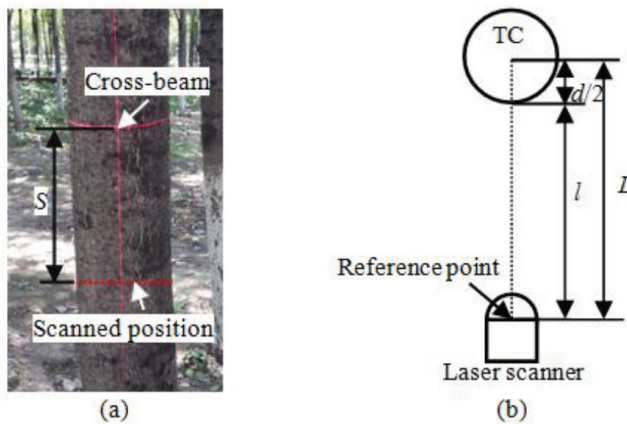 Cross-beam
S
Scanned position
(a)
TC
d/2
l
L
Reference point
Laser scanner
(b)